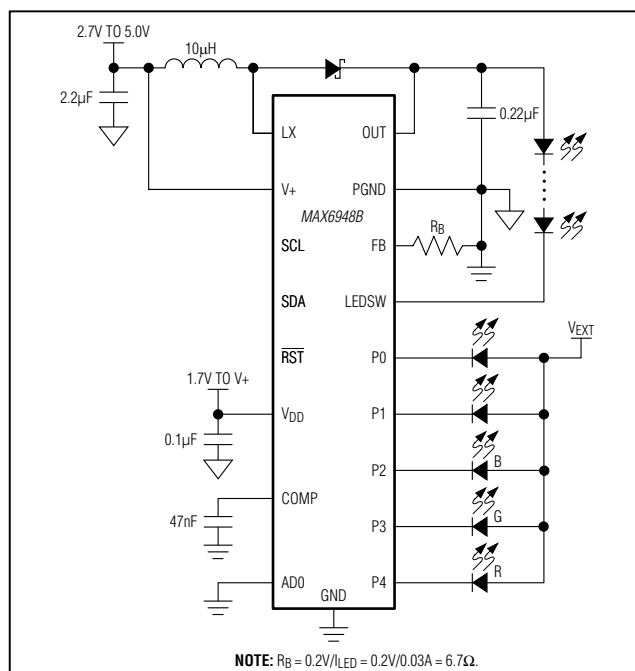 2.7V TO 5.0V
10μH
2.2μF
LX
OUT
0.22μF
V+
PGND
MAX6948B
SCL
FB
RB
SDA
LEDSW
RST
P0
VEXT
1.7V TO V+
P1
VDD
0.1μF
P2
B
COMP
47nF
P3
G
AD0
P4
R
GND
NOTE: RB = 0.2V/ILED = 0.2V/0.03A = 6.7Ω.